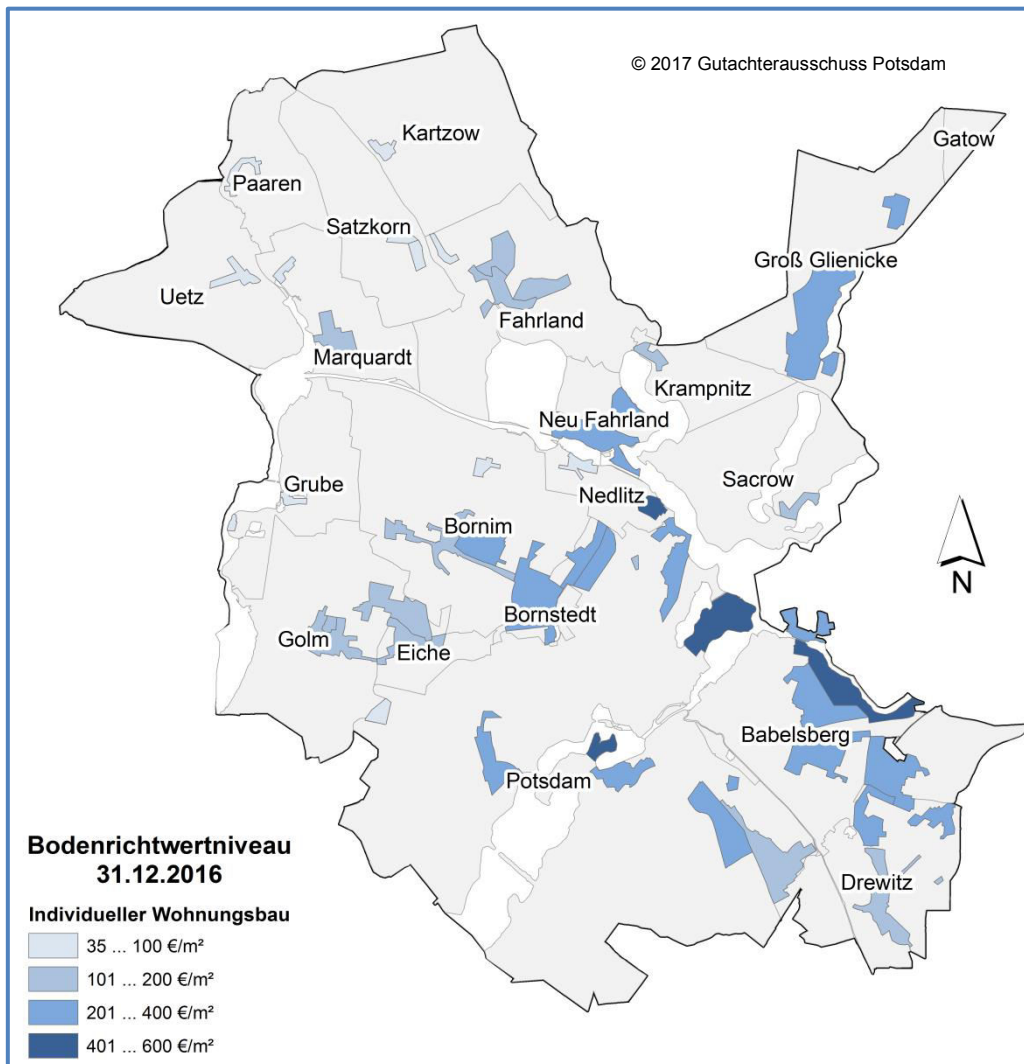 © 2017 Gutachterausschuss Potsdam
Kartzow
Gatow
Paaren
Satzkorn
Groß Glienicke
Uetz
Fahrland
Marquardt
Krampnitz
Neu Fahrland
Sacrow
Grube
Nedlitz
Bornim
N
Bornstedt
Golm
Eiche
Babelsberg
Potsdam
Drewitz
Bodenrichtwertniveau
31.12.2016
Individueller Wohnungsbau
35 ... 100 €/m²
101 ... 200 €/m²
201 ... 400 €/m²
401 ... 600 €/m²